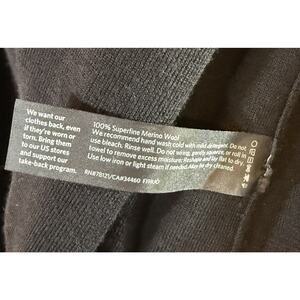 We want our
clothes back, even
if they're worn or
torn. Bring them
to our US stores
and support our
take-back program.
100% Superfine Merino Wool
We recommend hand wash cold with mild detergent. Do not
use bleach. Rinse well. Do not wring, gently squeeze, or roll in
towel to remove excess moisture. Reshape and lay flat to dry.
Use low iron or light steam if needed. May be dry cleaned.
RN#78121/CA#34460